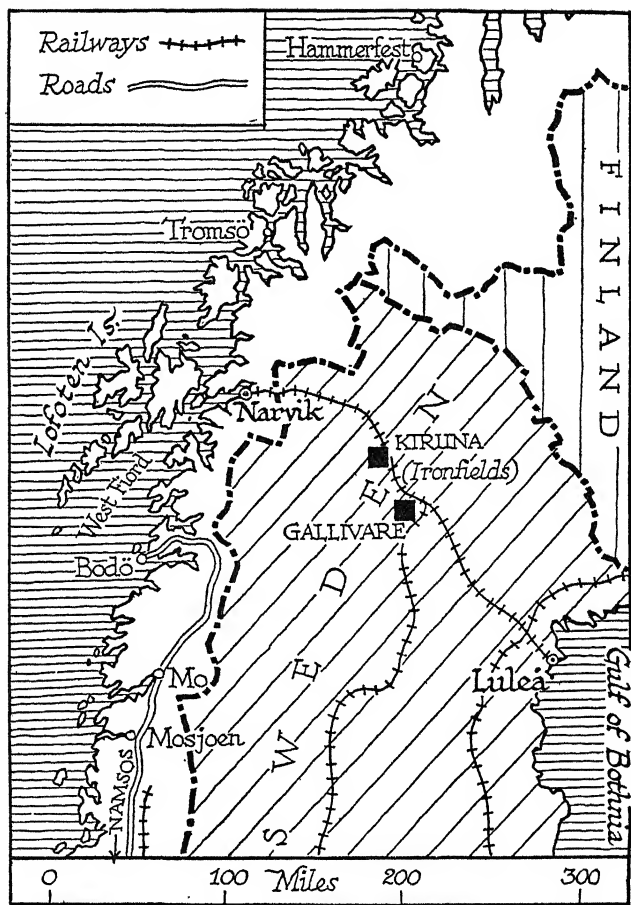 Railways
Roads
Hammerfest
FINLAND
Tromsö
Lofoten Is.
Narvik
KIRUNA
(Ironfields)
West Fiord
GALLIVARE
Bodö
SWEDEN
Mo
Luleå
Gulf of Bothnia
Mosjoen
NAMSOS
0 100 Miles 200 300